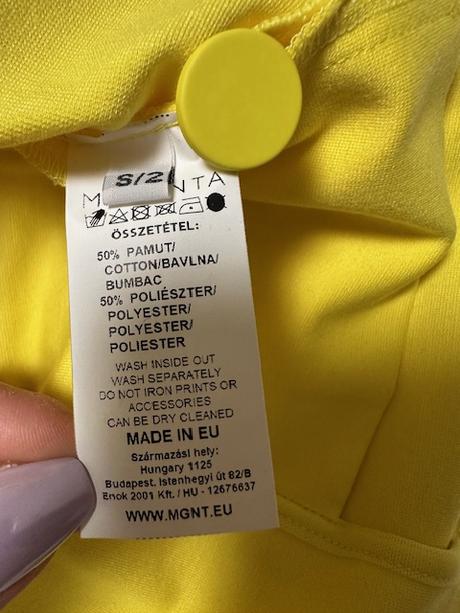 S/2
ÖSSZETÉTEL:
50% PAMUT/
COTTON/BAVLNA/
BUMBAC
50% POLIÉSZTER/
POLYESTER/
POLYESTER/
POLIESTER
WASH INSIDE OUT
WASH SEPARATELY
DO NOT IRON PRINTS OR
ACCESSORIES
CAN BE DRY CLEANED
MADE IN EU
Származási hely:
Hungary 1125
Budapest, Istenhegyi út 82/B
Enok 2001 Kft. / HU - 12676637
WWW.MGNT.EU